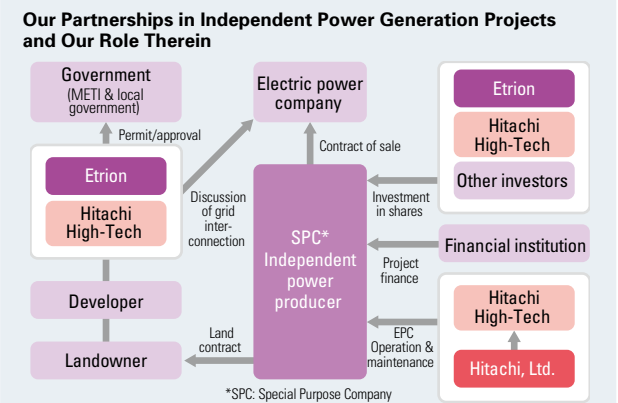 Our Partnerships in Independent Power Generation Projects
and Our Role Therein
Government
(METI & local
government)
Permit/approval
Etrion
Hitachi
High-Tech
Developer
Landowner
Discussion
of grid
inter-
connection
Land
contract
Electric power
company
Contract of sale
SPC*
Independent
power
producer
Etrion
Hitachi
High-Tech
Other investors
Investment
in shares
Financial institution
Project
finance
Hitachi
High-Tech
Hitachi, Ltd.
EPC
Operation &
maintenance
*SPC: Special Purpose Company